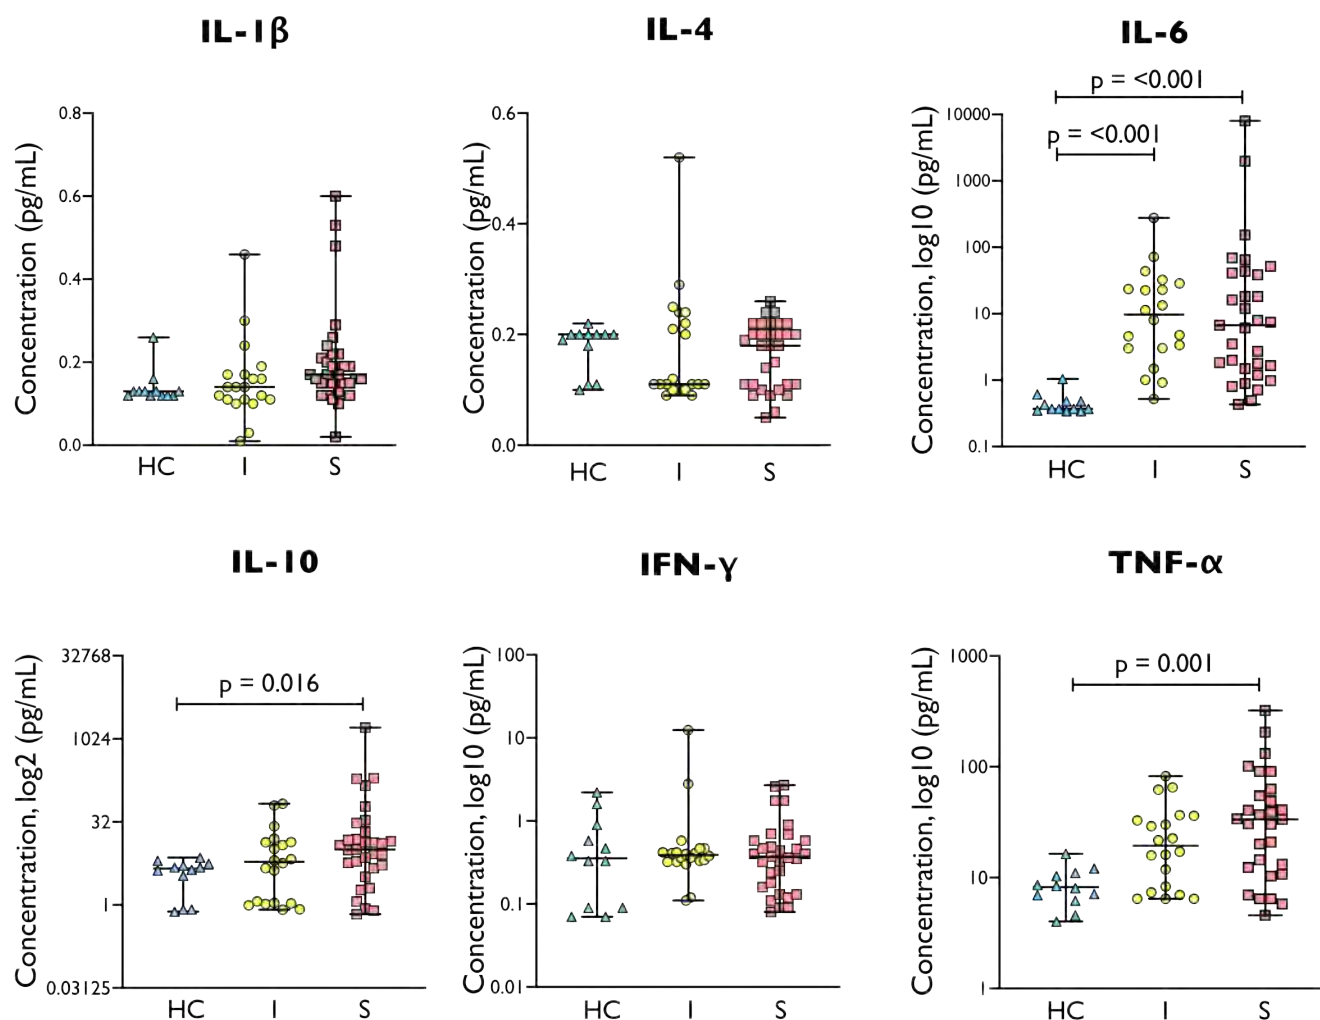 IL-1β
IL-4
IL-6
Concentration (pg/mL)
0.8
0.6
0.4
0.2
0.0
HC
I
S
Concentration (pg/mL)
0.6
0.4
0.2
0.0
HC
I
S
Concentration, log10 (pg/mL)
10000
1000
100
10
1
0.1
p = <0.001
p = <0.001
HC
I
S
IL-10
IFN-γ
TNF-α
Concentration, log2 (pg/mL)
32768
1024
32
1
0.03125
p = 0.016
HC
I
S
Concentration, log10 (pg/mL)
100
10
1
0.1
0.01
HC
I
S
Concentration, log10 (pg/mL)
1000
100
10
1
p = 0.001
HC
I
S